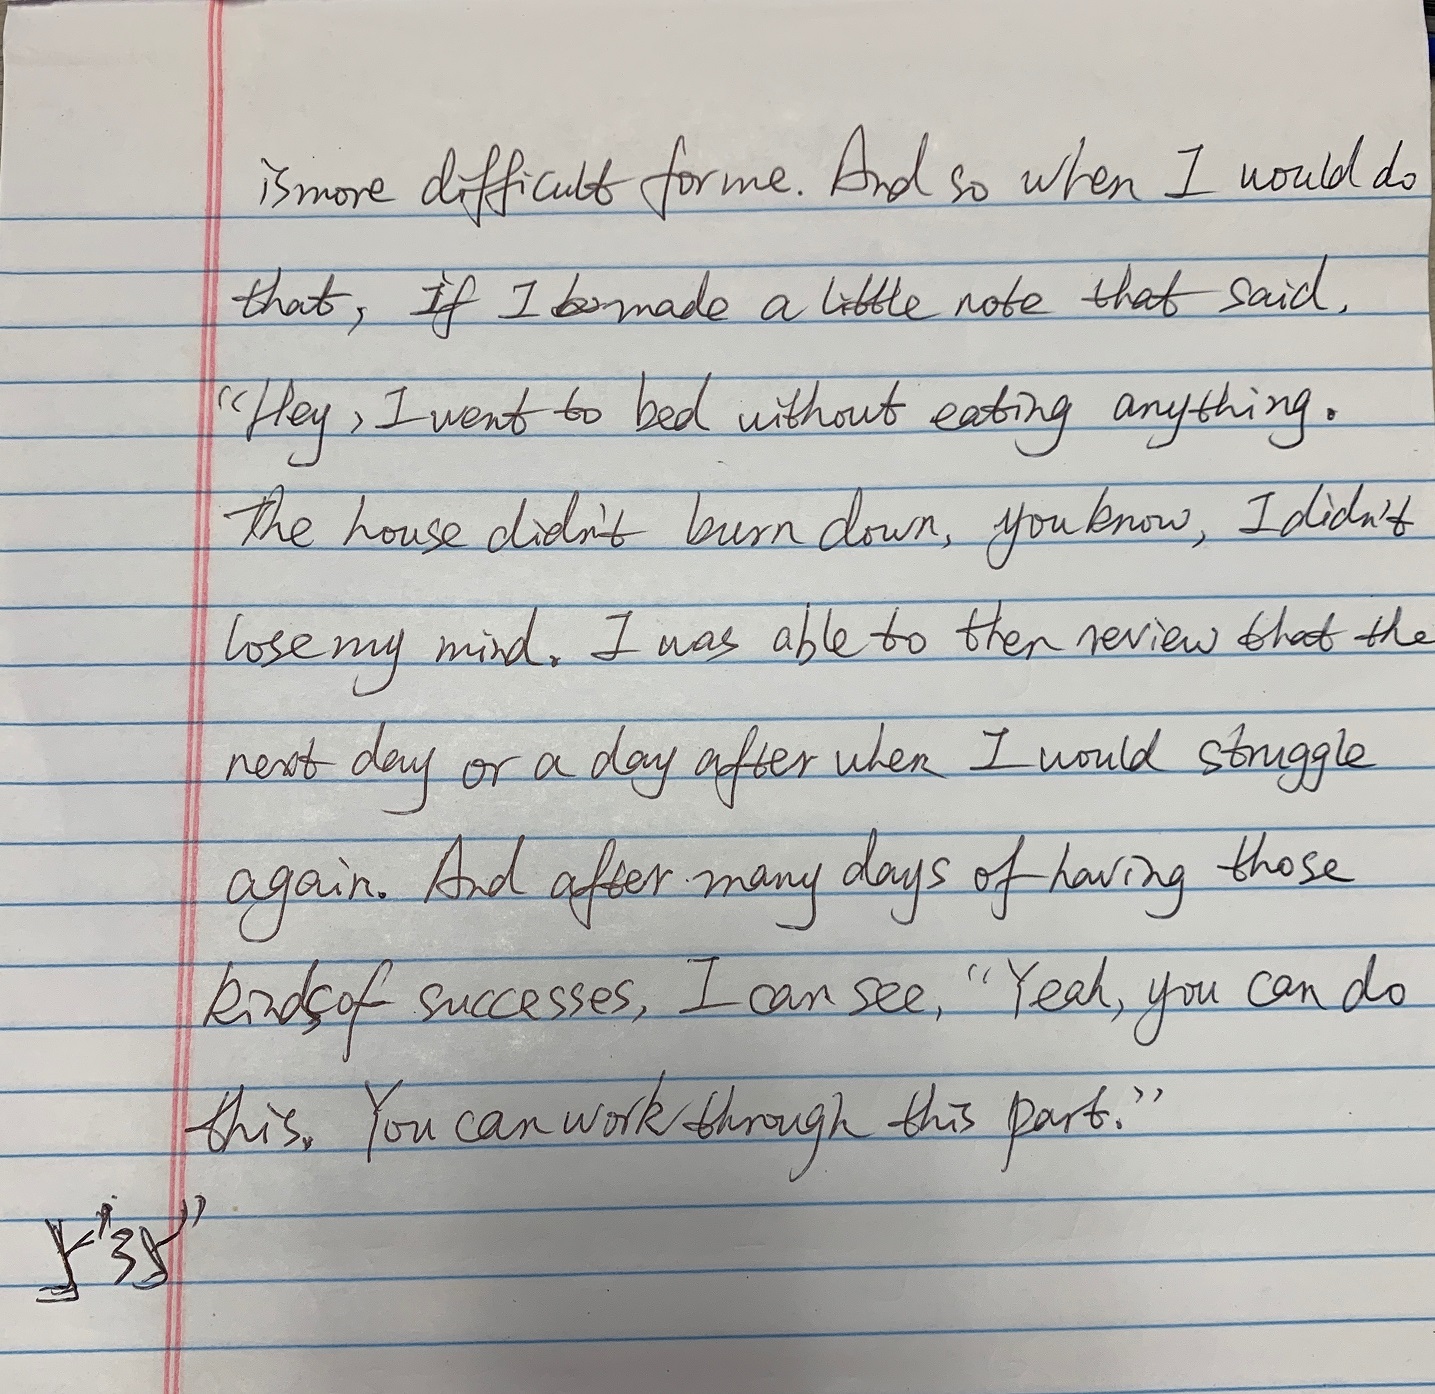 is more difficult for me. And so when I would do
that, If I made a little note that said,
"Hey, I went to bed without eating anything.
The house didn't burn down, you know, I didn't
lose my mind. I was able to then review that the
next day or a day after when I would struggle
again. And after many days of having those
kinds of successes, I can see, "Yeah, you can do
this. You can work through this part."